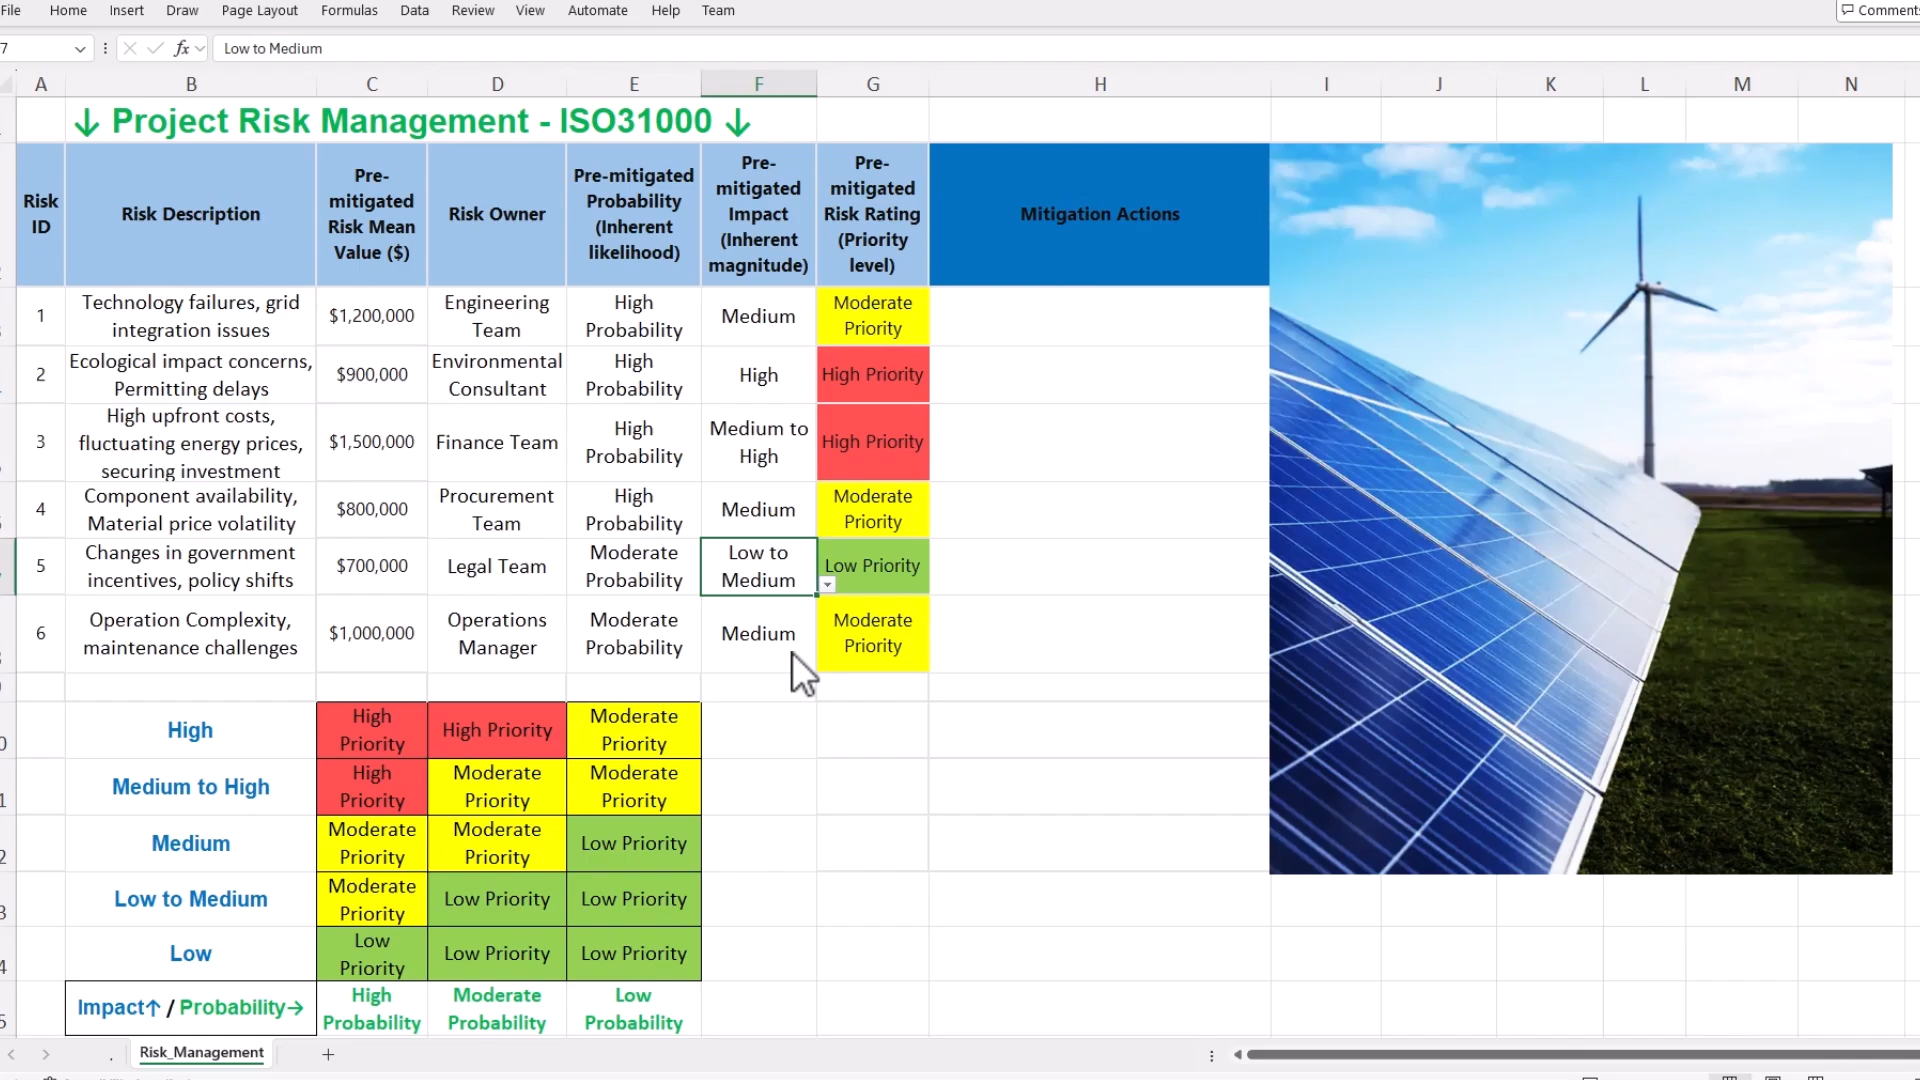 File Home Insert Draw Page Layout Formulas Data Review View Automate Help Team Comments
7 fx Low to Medium
A B C D E F G H I J K L M N
↓ Project Risk Management - ISO31000 ↓
Risk
ID
Risk Description
Pre-
mitigated
Risk Mean
Value ($)
Risk Owner
Pre-mitigated
Probability
(Inherent
likelihood)
Pre-
mitigated
Impact
(Inherent
magnitude)
Pre-
mitigated
Risk Rating
(Priority
level)
Mitigation Actions
1
Technology failures, grid
integration issues
$1,200,000
Engineering
Team
High
Probability
Medium
Moderate
Priority
2
Ecological impact concerns,
Permitting delays
$900,000
Environmental
Consultant
High
Probability
High
High Priority
3
High upfront costs,
fluctuating energy prices,
securing investment
$1,500,000
Finance Team
High
Probability
Medium to
High
High Priority
4
Component availability,
Material price volatility
$800,000
Procurement
Team
High
Probability
Medium
Moderate
Priority
5
Changes in government
incentives, policy shifts
$700,000
Legal Team
Moderate
Probability
Low to
Medium
Low Priority
6
Operation Complexity,
maintenance challenges
$1,000,000
Operations
Manager
Moderate
Probability
Medium
Moderate
Priority
High
High
Priority
High Priority
Moderate
Priority
Medium to High
High
Priority
Moderate
Priority
Moderate
Priority
Medium
Moderate
Priority
Moderate
Priority
Low Priority
Low to Medium
Moderate
Priority
Low Priority
Low Priority
Low
Low
Priority
Low Priority
Low Priority
Impact↑ / Probability→
High
Probability
Moderate
Probability
Low
Probability
. Risk_Management +